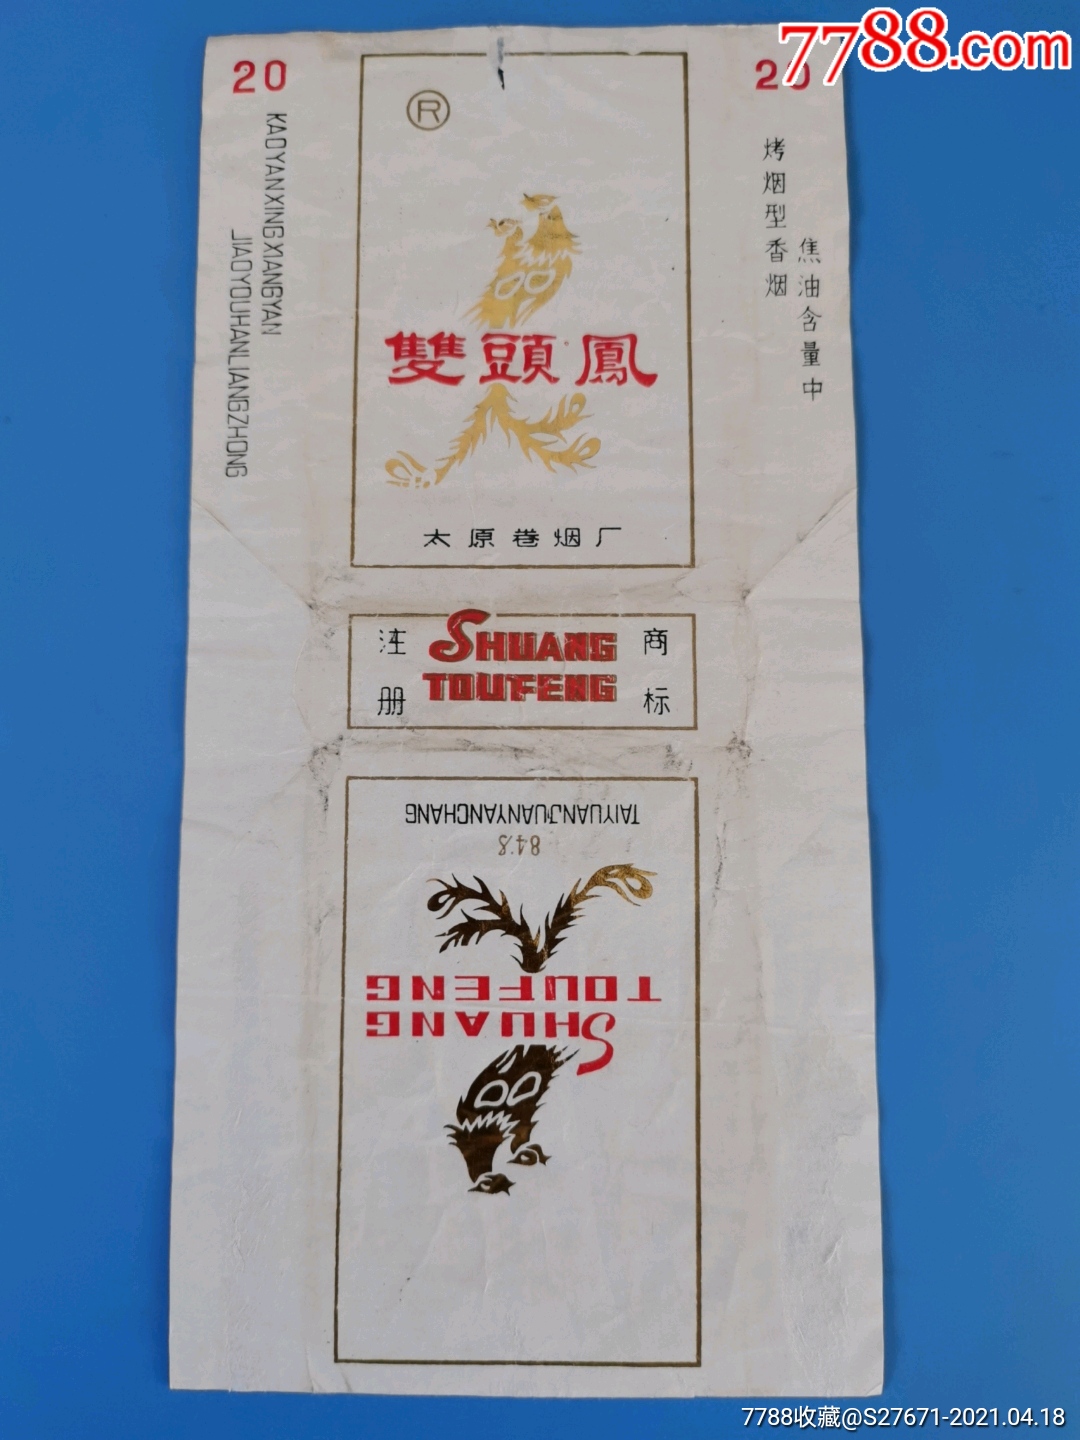 7788.com
20
20
KAOYANXINGXIANGYAN
JIAOYOUHANLIANGZHONG
®
烤烟型香烟
焦油含量中
雙頭鳳
太原卷烟厂
注册
SHUANG
TOUFENG
商标
TAIYUANJUANYANCHANG
84.8
SHUANG
TOUFENG
7788收藏@S27671-2021.04.18